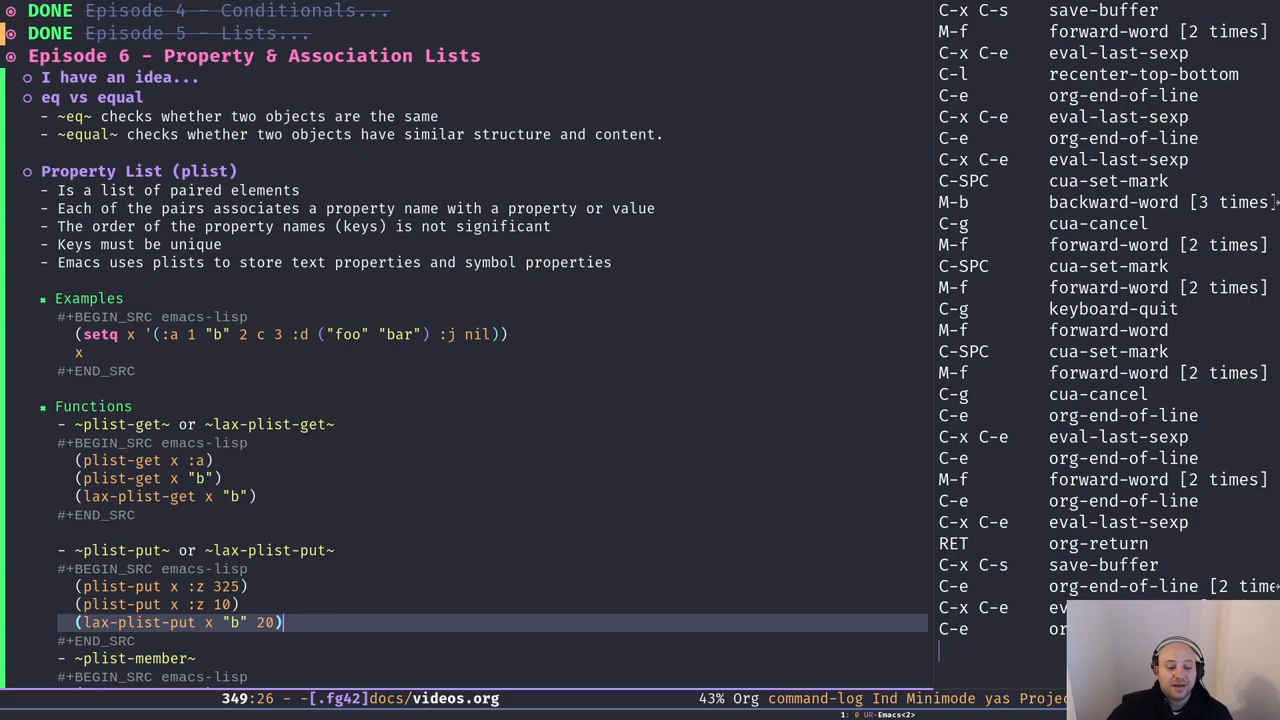 DONE Episode 4 - Conditionals...
DONE Episode 5 - Lists...
Episode 6 - Property & Association Lists
I have an idea...
eq vs equal
- ~eq~ checks whether two objects are the same
- ~equal~ checks whether two objects have similar structure and content.
Property List (plist)
- Is a list of paired elements
- Each of the pairs associates a property name with a property or value
- The order of the property names (keys) is not significant
- Keys must be unique
- Emacs uses plists to store text properties and symbol properties
Examples
#+BEGIN_SRC emacs-lisp
(setq x '(:a 1 "b" 2 c 3 :d ("foo" "bar") :j nil))
x
#+END_SRC
Functions
- ~plist-get~ or ~lax-plist-get~
#+BEGIN_SRC emacs-lisp
(plist-get x :a)
(plist-get x "b")
(lax-plist-get x "b")
#+END_SRC
- ~plist-put~ or ~lax-plist-put~
#+BEGIN_SRC emacs-lisp
(plist-put x :z 325)
(plist-put x :z 10)
(lax-plist-put x "b" 20)
#+END_SRC
- ~plist-member~
#+BEGIN_SRC emacs-lisp
349:26 - -[.fg42]docs/videos.org 43% Org command-log Ind Minimode yas Projec
1: 0 UR-Emacs<2>
C-x C-s save-buffer
M-f forward-word [2 times]
C-x C-e eval-last-sexp
C-l recenter-top-bottom
C-e org-end-of-line
C-x C-e eval-last-sexp
C-e org-end-of-line
C-x C-e eval-last-sexp
C-SPC cua-set-mark
M-b backward-word [3 times]
C-g cua-cancel
M-f forward-word [2 times]
C-SPC cua-set-mark
M-f forward-word [2 times]
C-g keyboard-quit
M-f forward-word
C-SPC cua-set-mark
M-f forward-word [2 times]
C-g cua-cancel
C-e org-end-of-line
C-x C-e eval-last-sexp
C-e org-end-of-line
M-f forward-word [2 times]
C-e org-end-of-line
C-x C-e eval-last-sexp
RET org-return
C-x C-s save-buffer
C-e org-end-of-line [2 time
C-x C-e ev
C-e or